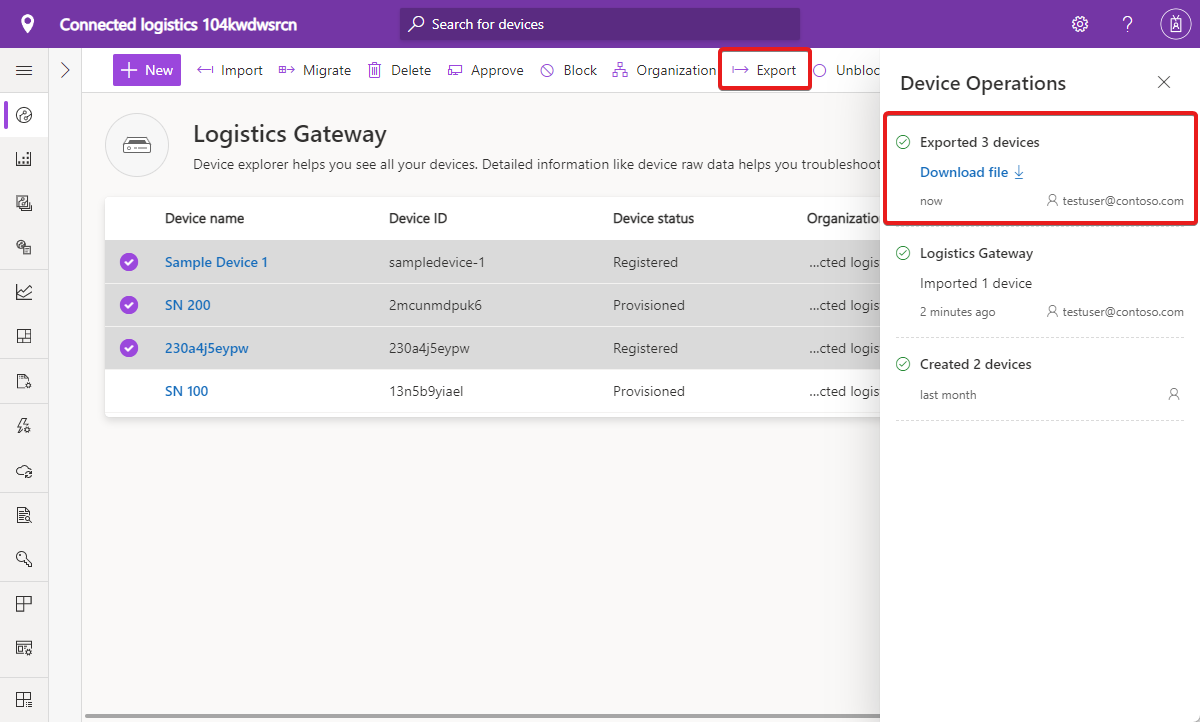 Connected logistics 104kwdwsrcn
Search for devices
?
New Import Migrate Delete Approve Block Organization Export Unbloc
Device Operations
Logistics Gateway
Device explorer helps you see all your devices. Detailed information like device raw data helps you troubleshoot
Device name Device ID Device status Organizatio
Sample Device 1 sampledevice-1 Registered ...cted logis
SN 200 2mcunmdpuk6 Provisioned ...cted logis
230a4j5eypw 230a4j5eypw Registered ...cted logis
SN 100 13n5b9yiael Provisioned ...cted logis
Exported 3 devices
Download file
now testuser@contoso.com
Logistics Gateway
Imported 1 device
2 minutes ago testuser@contoso.com
Created 2 devices
last month